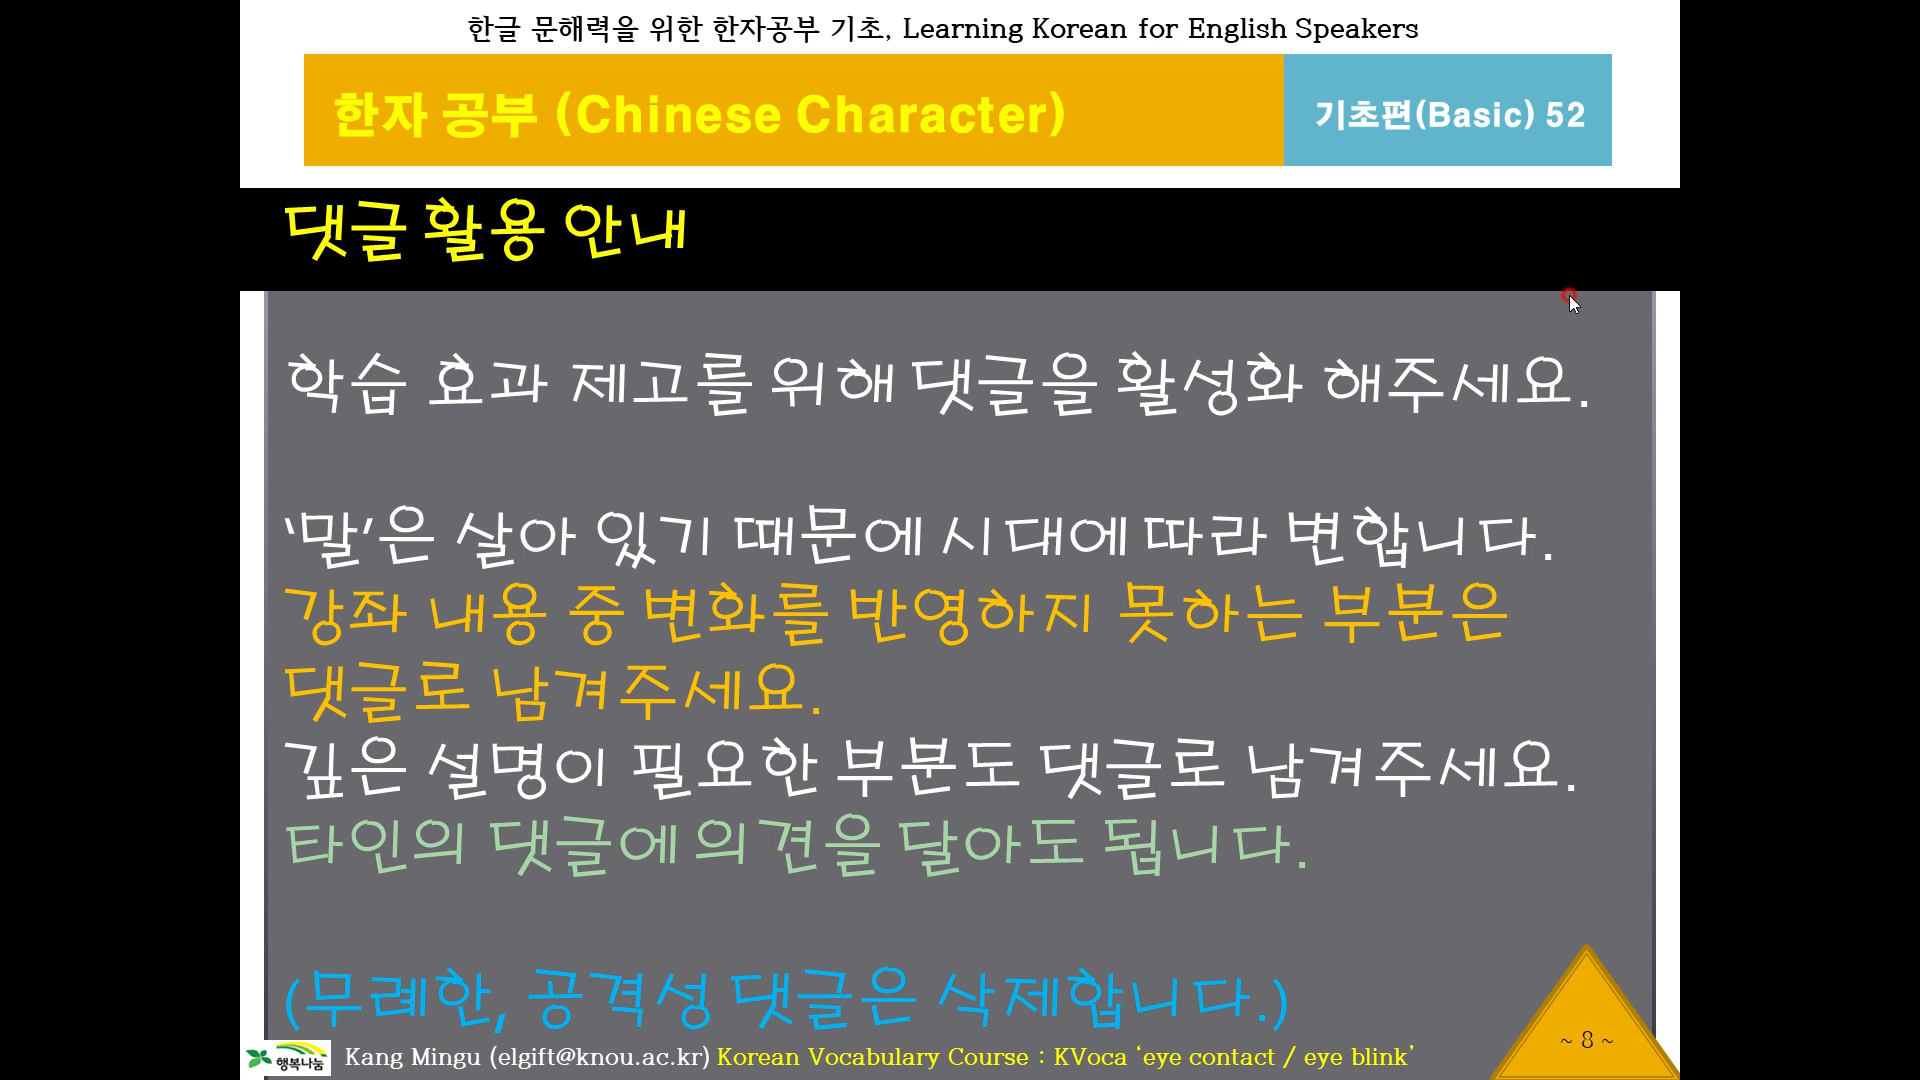 한글 문해력을 위한 한자공부 기초, Learning Korean for English Speakers
한자 공부 (Chinese Character)
기초편(Basic) 52
댓글 활용 안내
학습 효과 제고를 위해 댓글을 활성화 해주세요.
‘말’은 살아 있기 때문에 시대에 따라 변합니다.
강좌 내용 중 변화를 반영하지 못하는 부분은
댓글로 남겨주세요.
깊은 설명이 필요한 부분도 댓글로 남겨주세요.
타인의 댓글에 의견을 달아도 됩니다.
(무례한, 공격성 댓글은 삭제합니다.)
행복나눔
Kang Mingu (elgift@knou.ac.kr) Korean Vocabulary Course : KVoca ‘eye contact / eye blink’
~ 8 ~